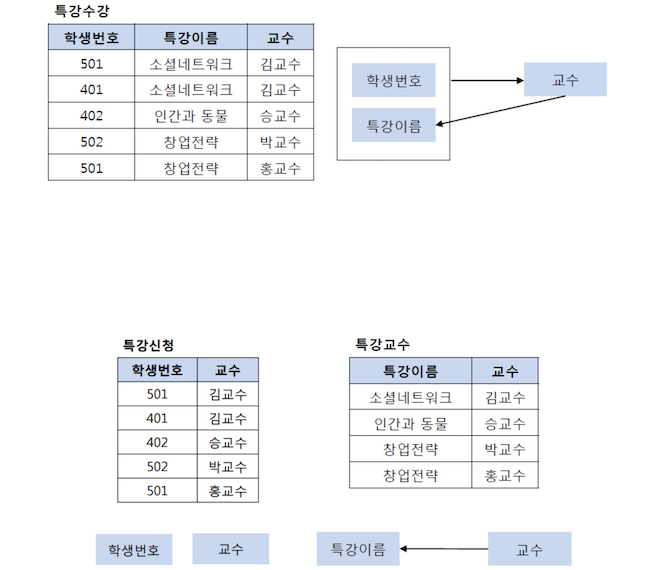 특강수강
학생번호 특강이름 교수
501 소셜네트워크 김교수
401 소셜네트워크 김교수
402 인간과 동물 승교수
502 창업전략 박교수
501 창업전략 홍교수
학생번호 교수
특강이름
특강신청
학생번호 교수
501 김교수
401 김교수
402 승교수
502 박교수
501 홍교수
특강교수
특강이름 교수
소셜네트워크 김교수
인간과 동물 승교수
창업전략 박교수
창업전략 홍교수
학생번호 교수
특강이름 교수